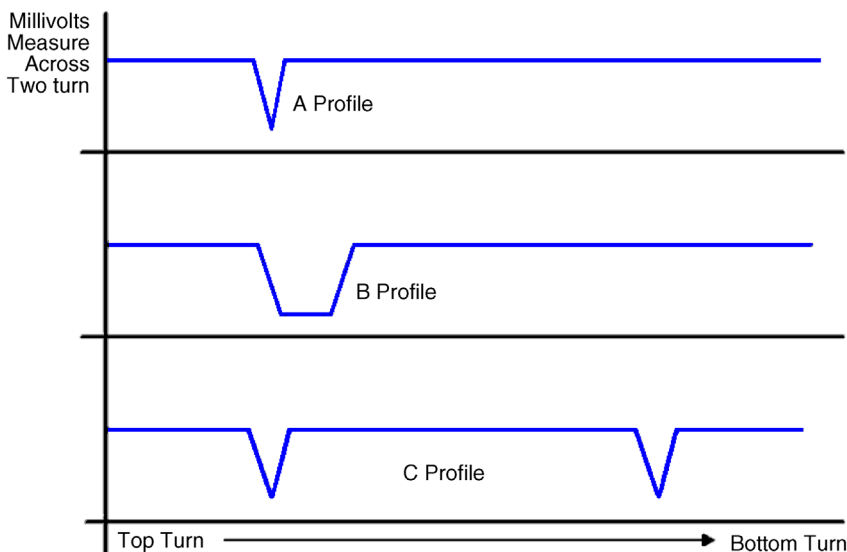 Millivolts
Measure
Across
Two turn
A Profile
B Profile
C Profile
Top Turn
Bottom Turn